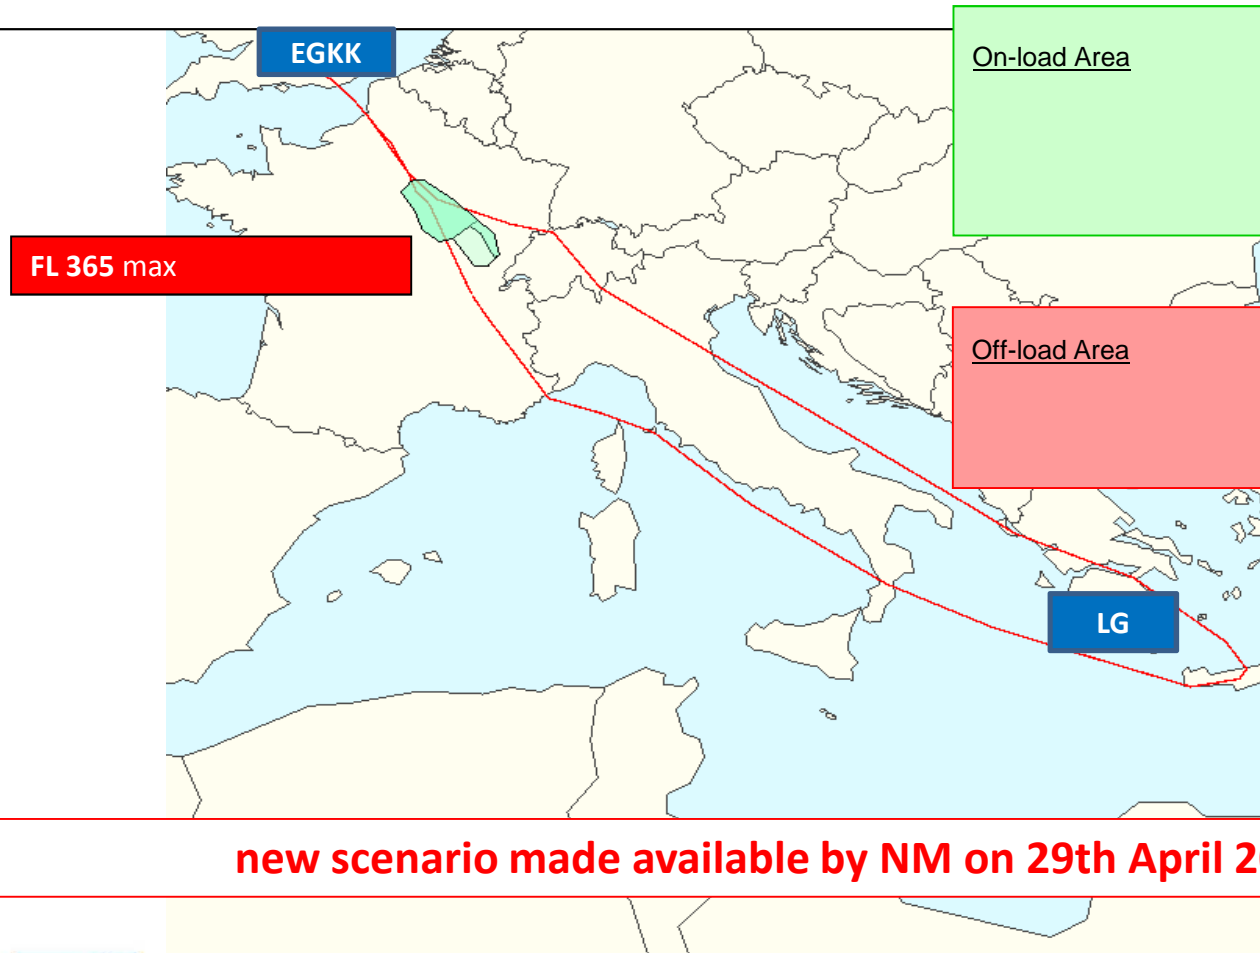 EGKK
On-load Area
FL 365 max
Off-load Area
LG
new scenario made available by NM on 29th April